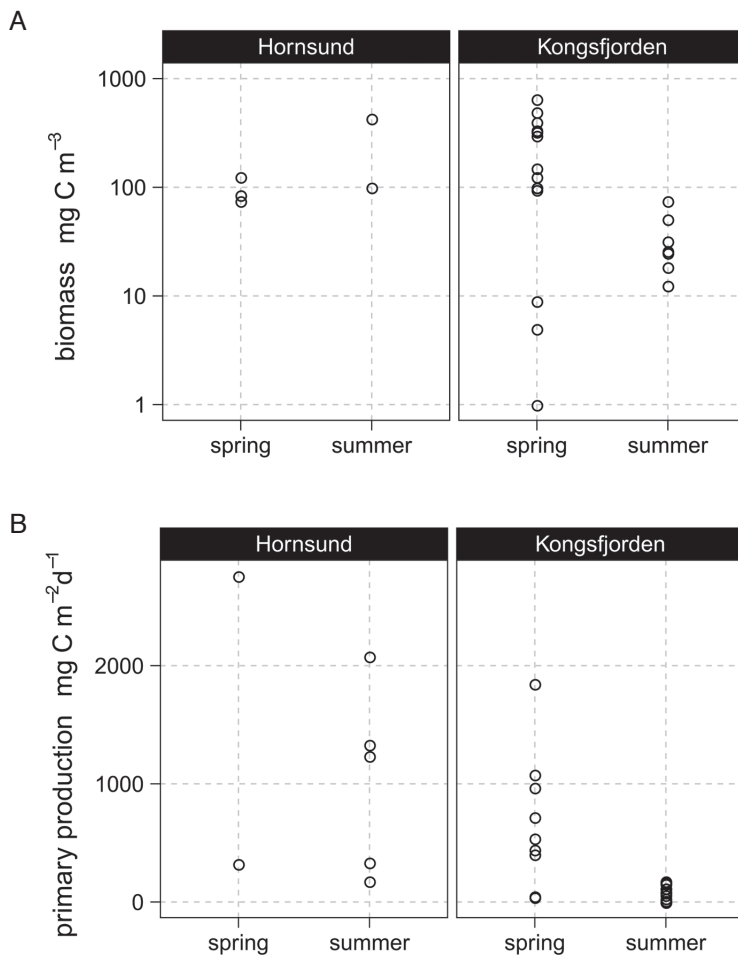 A
Hornsund Kongsfjorden
biomass mg C m⁻³
1000
100
10
1
spring summer spring summer
B
Hornsund Kongsfjorden
primary production mg C m⁻²d⁻¹
2000
1000
0
spring summer spring summer